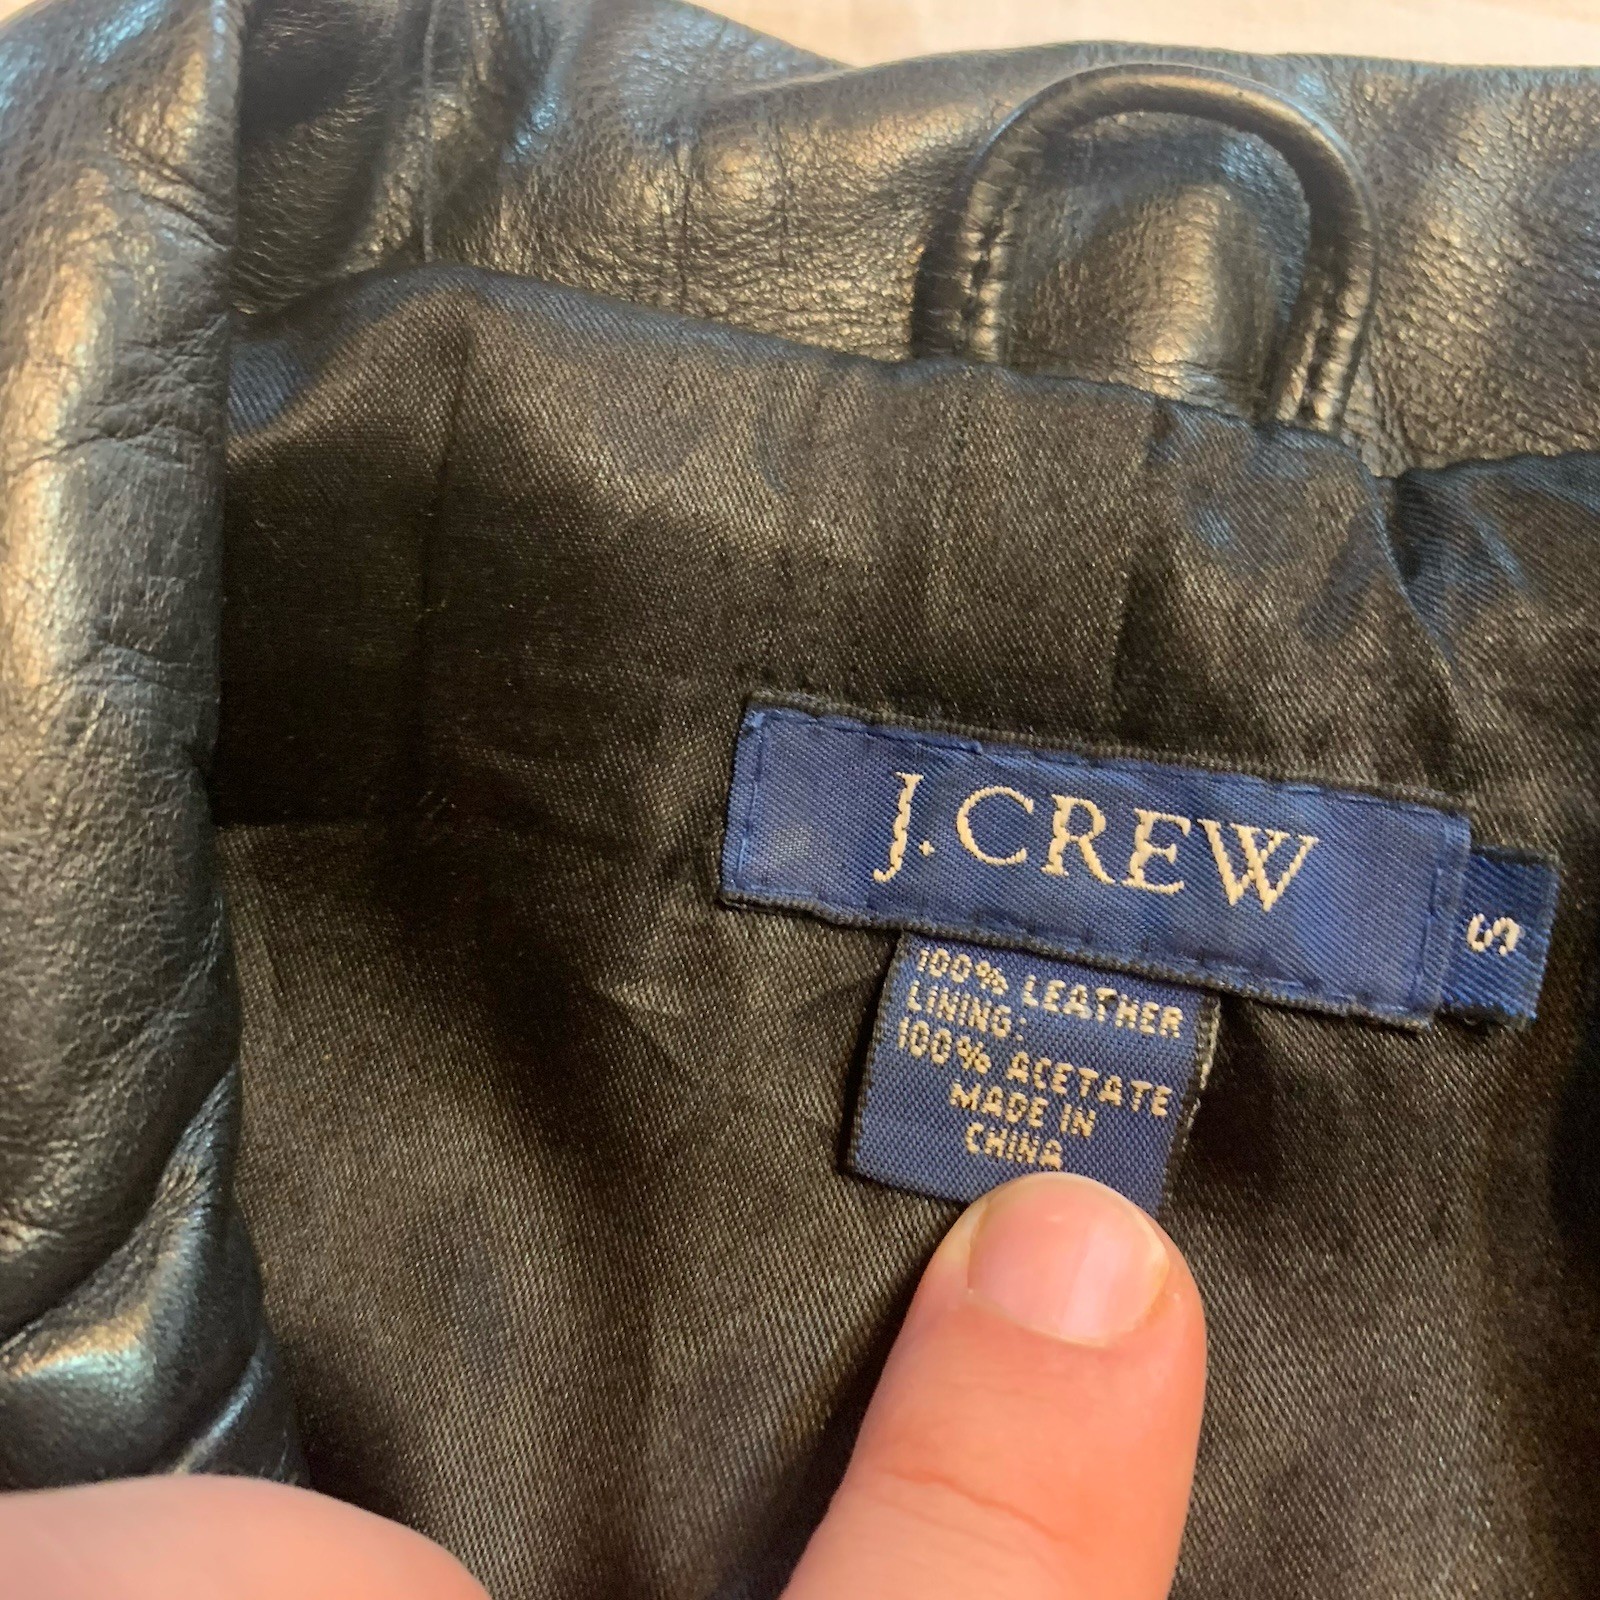 J.CREW
S
100% LEATHER
LINING:
100% ACETATE
MADE IN
CHINA